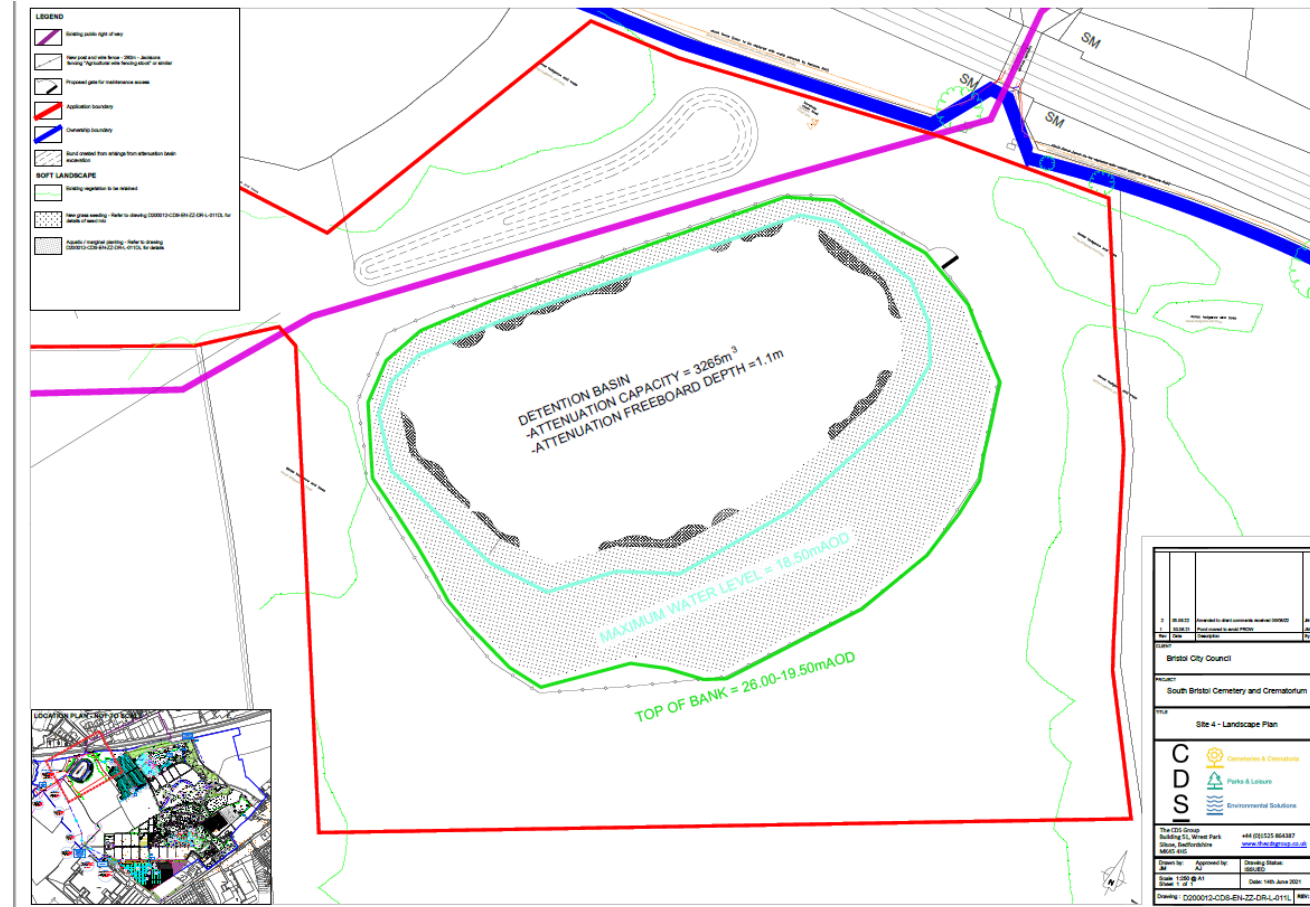 LEGEND
Existing public right of way
New post and wire fence - 280m - Jacksons
fencing "Agricultural wire fencing stock" or similar
Proposed gate for maintenance access
Application boundary
Ownership boundary
Bund created from arisings from attenuation basin
excavation
SOFT LANDSCAPE
Existing vegetation to be retained
New grass seeding - Refer to drawing D200012-CDS-EN-ZZ-DR-L-011DL for
details of seed mix
Aquatic / marginal planting - Refer to drawing
D200012-CDS-EN-ZZ-DR-L-011DL for details
SM
SM
SM
DETENTION BASIN
-ATTENUATION CAPACITY = 3265m³
-ATTENUATION FREEBOARD DEPTH =1.1m
MAXIMUM WATER LEVEL = 18.50mAOD
TOP OF BANK = 26.00-19.50mAOD
LOCATION PLAN - NOT TO SCALE
N
Amended to client comments received
Pond moved to avoid PROW
Rev Date Description By
CLIENT
Bristol City Council
PROJECT
South Bristol Cemetery and Crematorium
TITLE
Site 4 - Landscape Plan
C
D
S
Cemeteries & Crematoria
Parks & Leisure
Environmental Solutions
The CDS Group
Building 51, Wrest Park
Silsoe, Bedfordshire
MK45 4HS
+44 (0)1525 864387
www.thecdsgroup.co.uk
Drawn by: Approved by: Drawing Status:
JM AJ ISSUED
Scale 1:250 @ A1
Sheet 1 of 1
Date: 14th June 2021
Drawing : D200012-CDS-EN-ZZ-DR-L-011L REV: